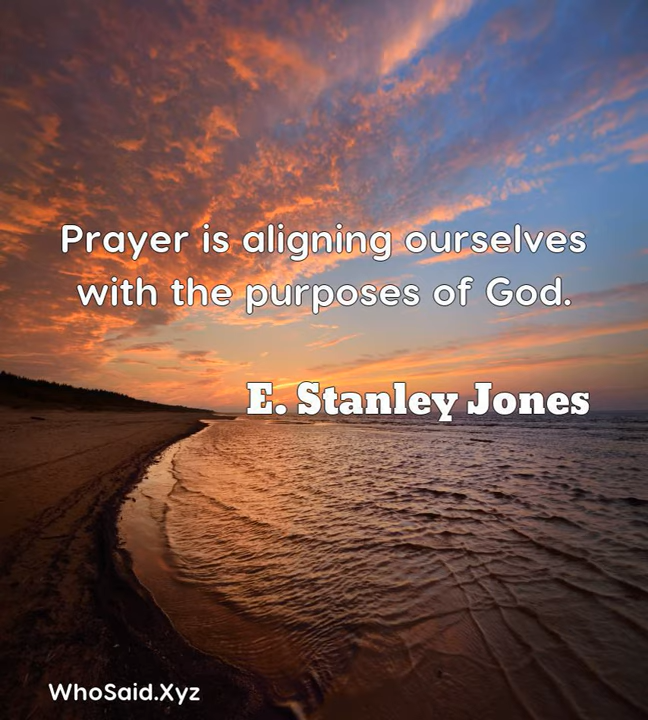 Prayer is aligning ourselves
with the purposes of God.
E. Stanley Jones
WhoSaid.Xyz